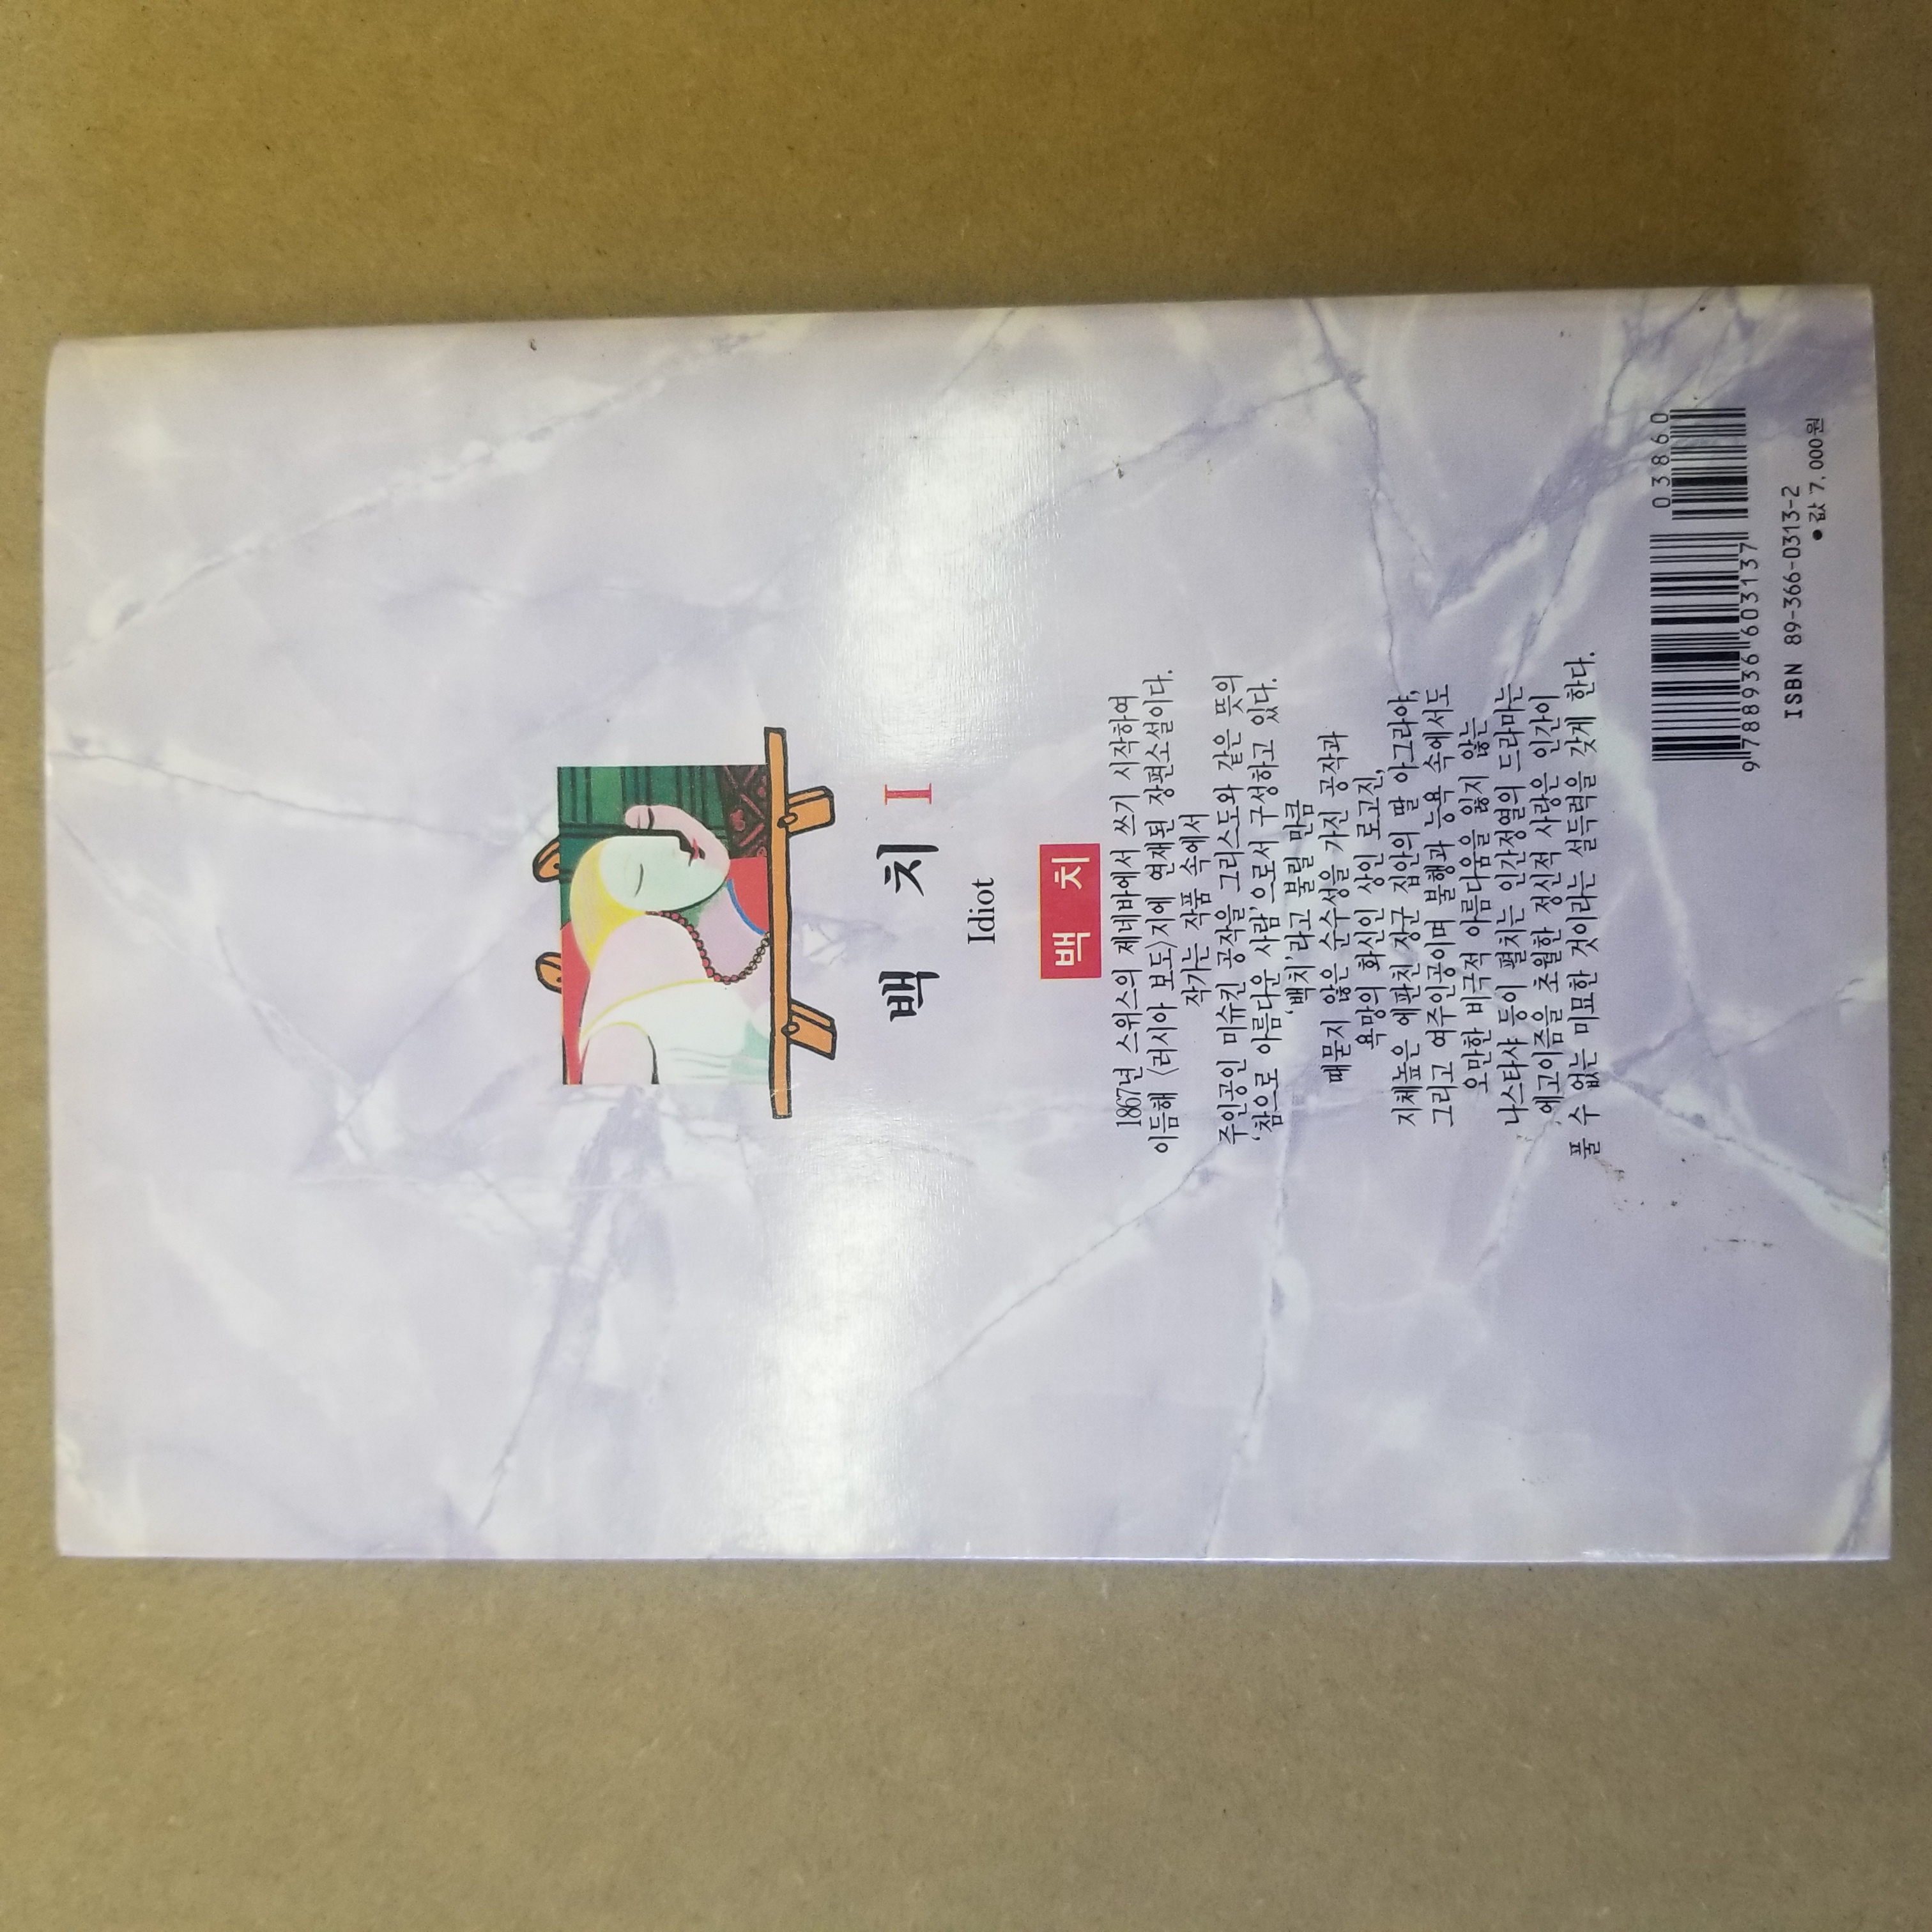 백 치 I
Idiot
백 치
1867년 스위스의 제네바에서 쓰기 시작하여
이듬해 〈러시아 보도〉지에 연재된 장편소설이다.
작가는 작품 속에서
주인공인 미슈킨 공작을 그리스도와 같은 뜻의
'참으로 아름다운 사람'으로서 구성하고 있다.
'백치'라고 불릴 만큼
때묻지 않은 순수성을 가진 공작과
욕망의 화신인 상인 로고진,
지체높은 에판친 장군 집안의 딸 아그라야,
그리고 여주인공이며 불행과 능욕 속에서도
오만한 비극적 아름다움을 잃지 않는
나스타샤 등이 펼치는 인간정열의 드라마는
'에고이즘을 초월한 정신적 사랑은 인간이
풀 수 없는 미묘한 것이라는 설득력을 갖게 한다.
03860
9788936603137
ISBN 89-366-0313-2
● 값 7,000원